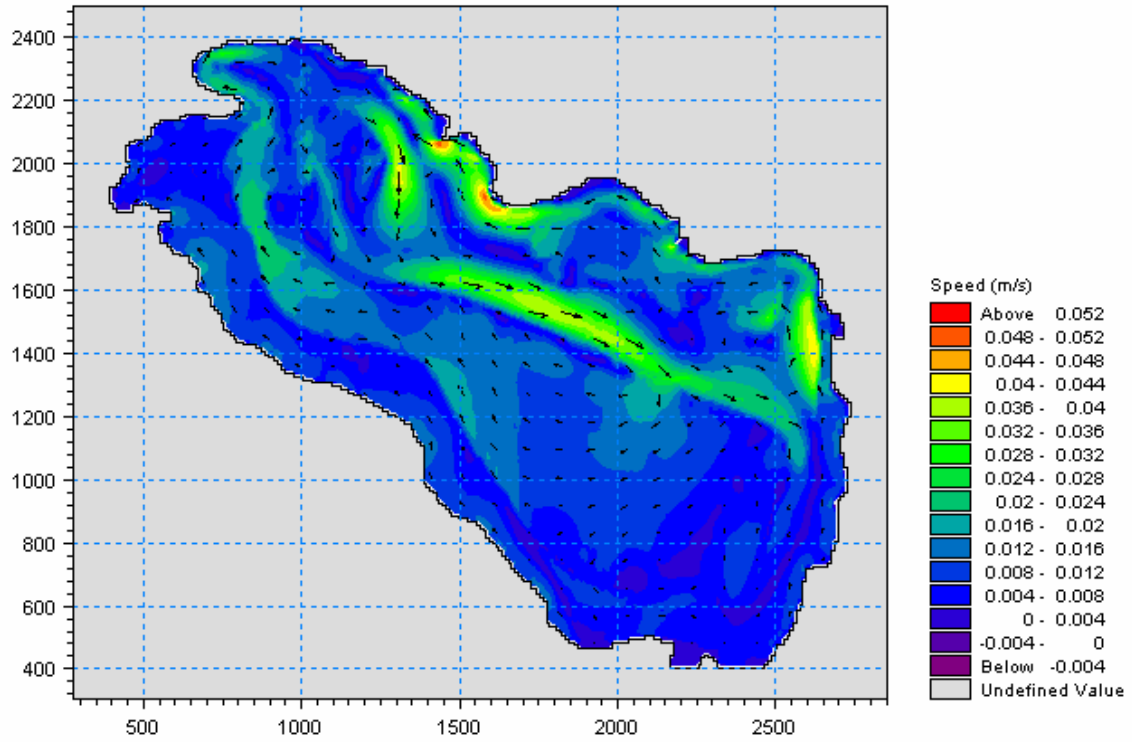 2400
2200
2000
1800
1600
1400
1200
1000
800
600
400
500 1000 1500 2000 2500
Speed (m/s)
Above 0.052
0.048 - 0.052
0.044 - 0.048
0.04 - 0.044
0.036 - 0.04
0.032 - 0.036
0.028 - 0.032
0.024 - 0.028
0.02 - 0.024
0.016 - 0.02
0.012 - 0.016
0.008 - 0.012
0.004 - 0.008
0 - 0.004
-0.004 - 0
Below -0.004
Undefined Value